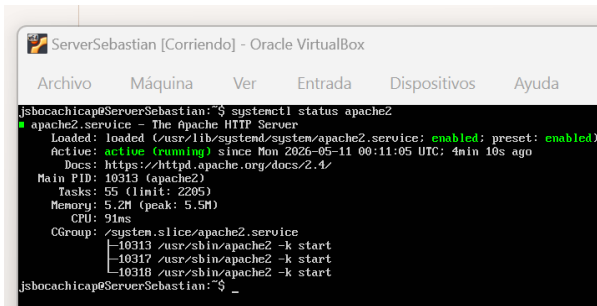 ServerSebastian [Corriendo] - Oracle VirtualBox
Archivo Máquina Ver Entrada Dispositivos Ayuda
jsbocachicap@ServerSebastian:~$ systemctl status apache2
apache2.service - The Apache HTTP Server
Loaded: loaded (/usr/lib/systemd/system/apache2.service; enabled; preset: enabled)
Active: active (running) since Mon 2026-05-11 00:11:05 UTC; 4min 10s ago
Docs: https://httpd.apache.org/docs/2.4/
Main PID: 10313 (apache2)
Tasks: 55 (limit: 2205)
Memory: 5.2M (peak: 5.5M)
CPU: 91ms
CGroup: /system.slice/apache2.service
├─10313 /usr/sbin/apache2 -k start
├─10317 /usr/sbin/apache2 -k start
└─10318 /usr/sbin/apache2 -k start
jsbocachicap@ServerSebastian:~$ _